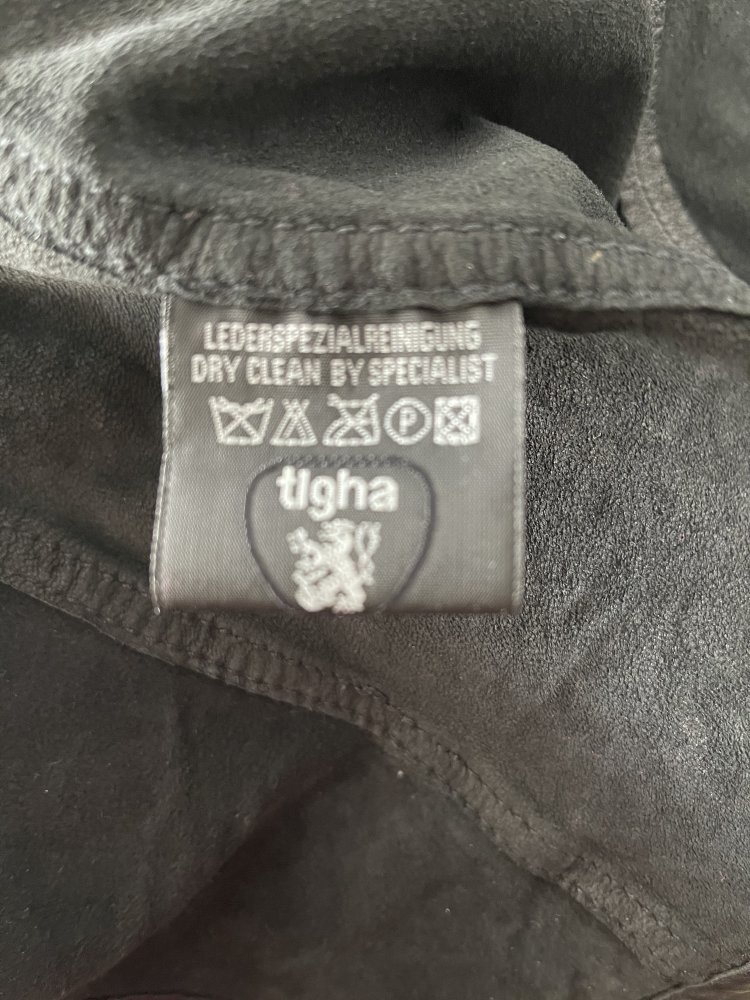 LEDERSPEZIALREINIGUNG
DRY CLEAN BY SPECIALIST
P
tigha